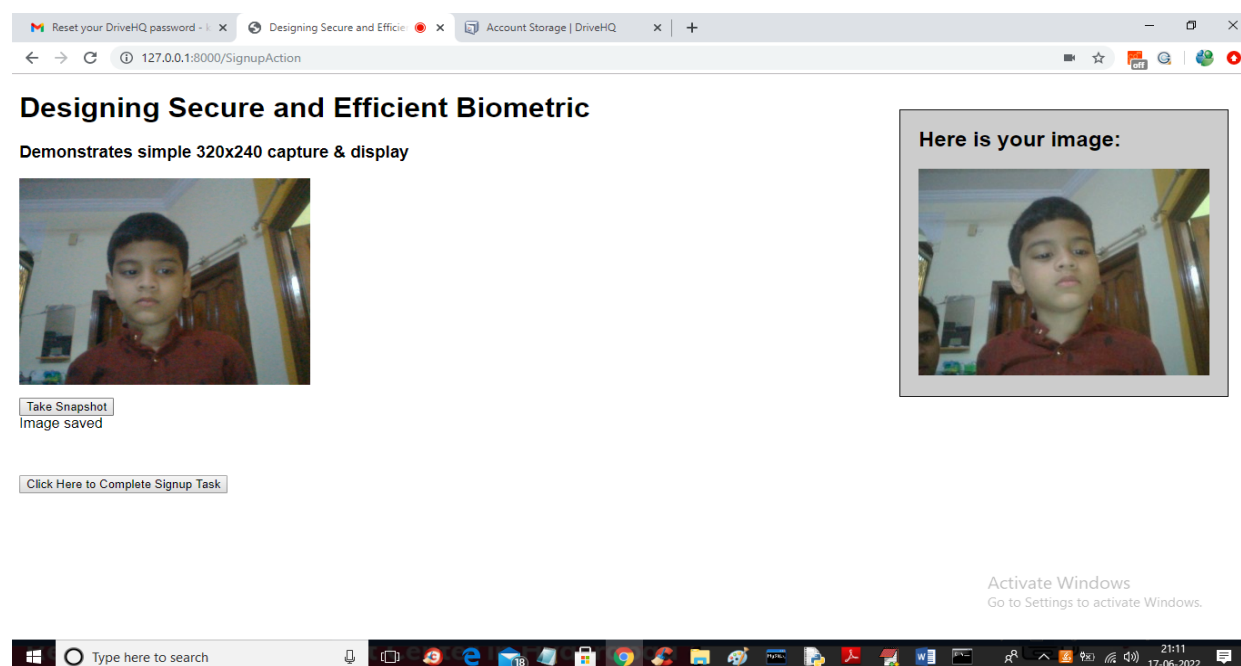 Reset your DriveHQ password - k
Designing Secure and Efficie
Account Storage | DriveHQ
127.0.0.1:8000/SignupAction
off
Designing Secure and Efficient Biometric
Here is your image:
Demonstrates simple 320x240 capture & display
Take Snapshot
Image saved
Click Here to Complete Signup Task
Activate Windows
Go to Settings to activate Windows.
Type here to search
18
21:11
17-06-2022